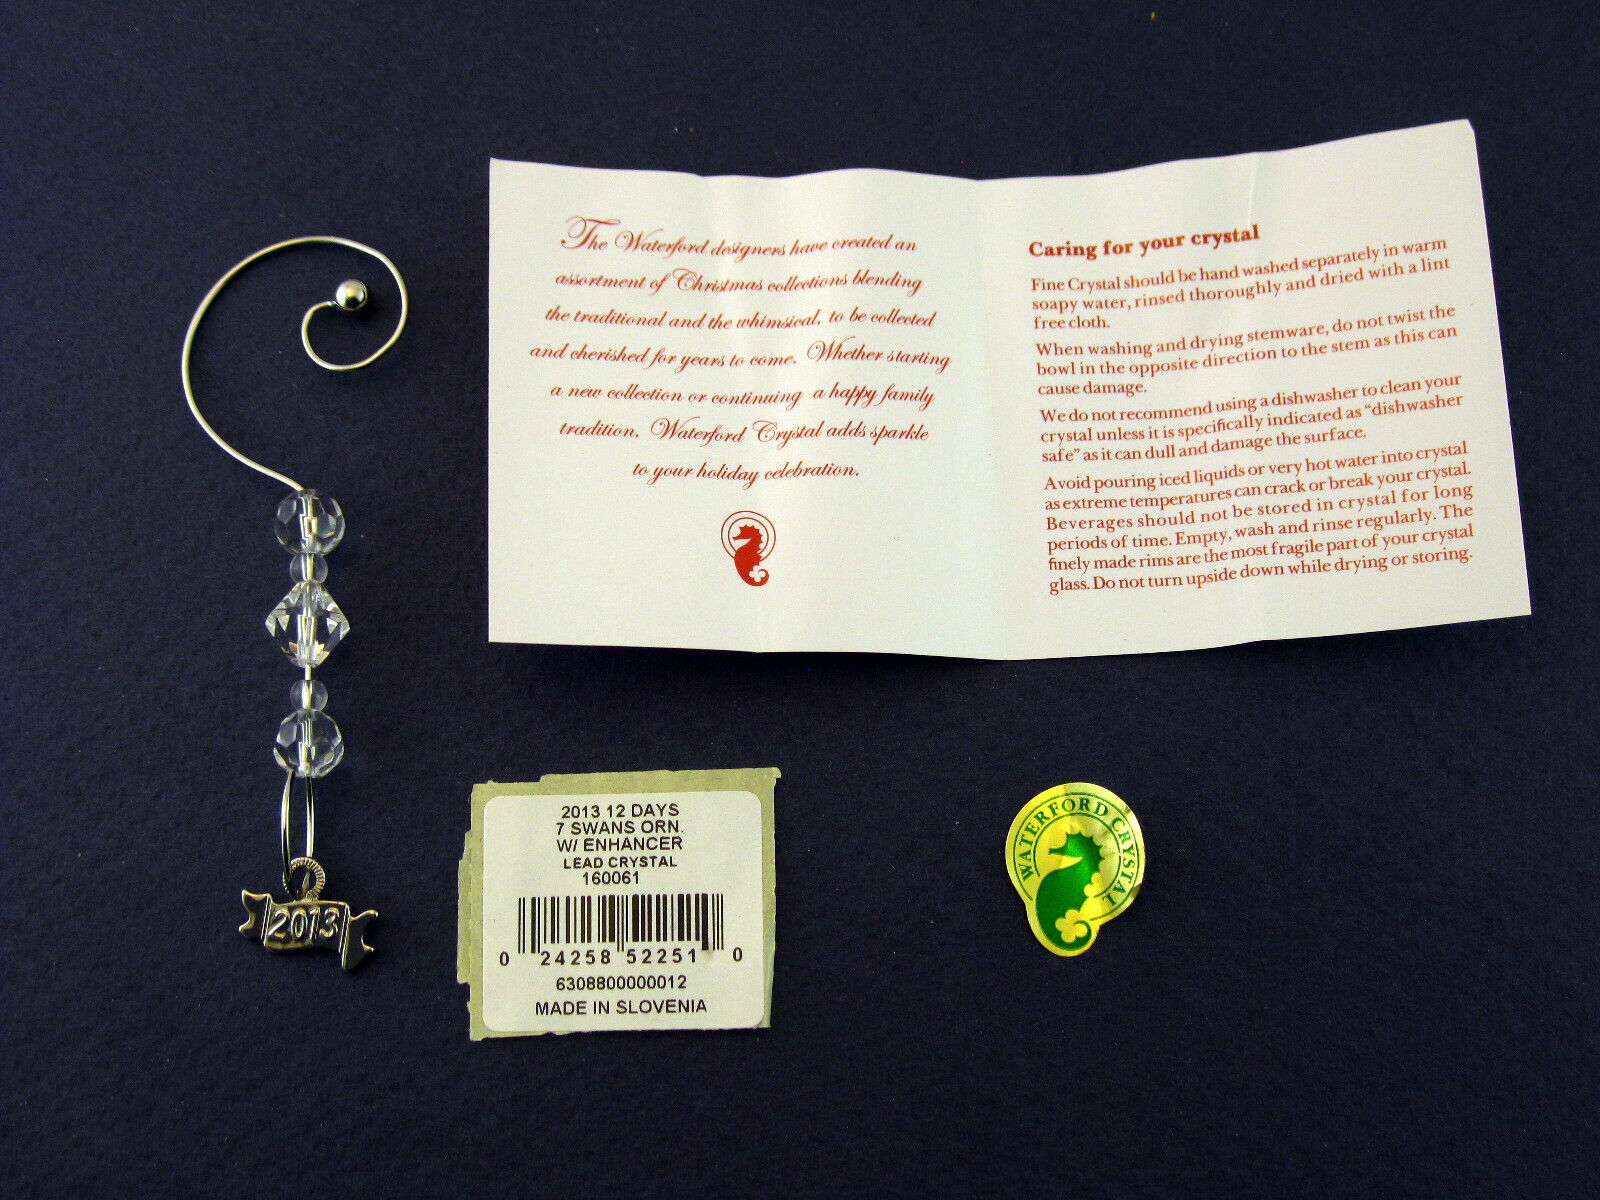 The Waterford designers have created an
assortment of Christmas collections blending
the traditional and the whimsical, to be collected
and cherished for years to come. Whether starting
a new collection or continuing a happy family
tradition, Waterford Crystal adds sparkle
to your holiday celebration.
Caring for your crystal
Fine Crystal should be hand washed separately in warm
soapy water, rinsed thoroughly and dried with a lint
free cloth.
When washing and drying stemware, do not twist the
bowl in the opposite direction to the stem as this can
cause damage.
We do not recommend using a dishwasher to clean your
crystal unless it is specifically indicated as “dishwasher
safe” as it can dull and damage the surface.
Avoid pouring iced liquids or very hot water into crystal
as extreme temperatures can crack or break your crystal.
Beverages should not be stored in crystal for long
periods of time. Empty, wash and rinse regularly. The
finely made rims are the most fragile part of your crystal
glass. Do not turn upside down while drying or storing.
2013
2013 12 DAYS
7 SWANS ORN.
W/ ENHANCER
LEAD CRYSTAL
160061
0 24258 52251 0
6308800000012
MADE IN SLOVENIA
WATERFORD CRYSTAL